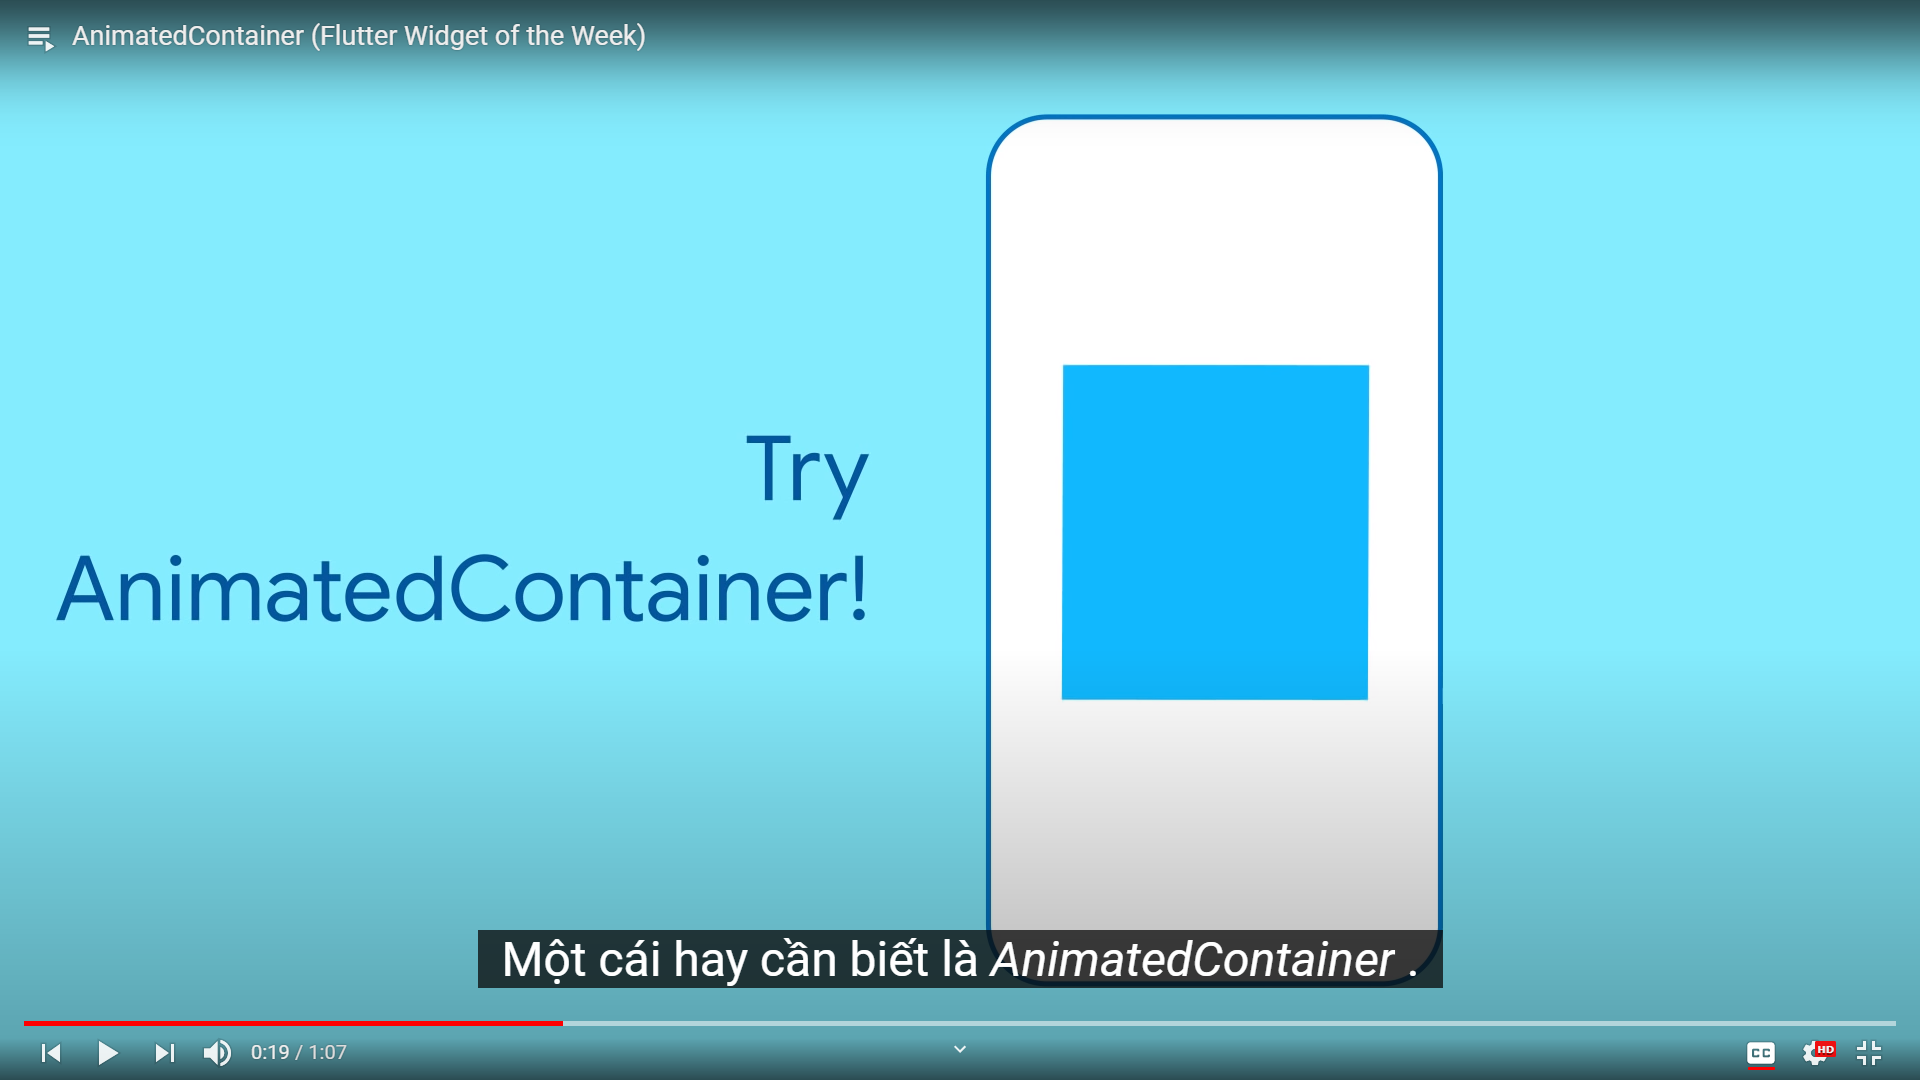 AnimatedContainer (Flutter Widget of the Week)
Try
AnimatedContainer!
Một cái hay cần biết là AnimatedContainer .
0:19 / 1:07
CC
HD